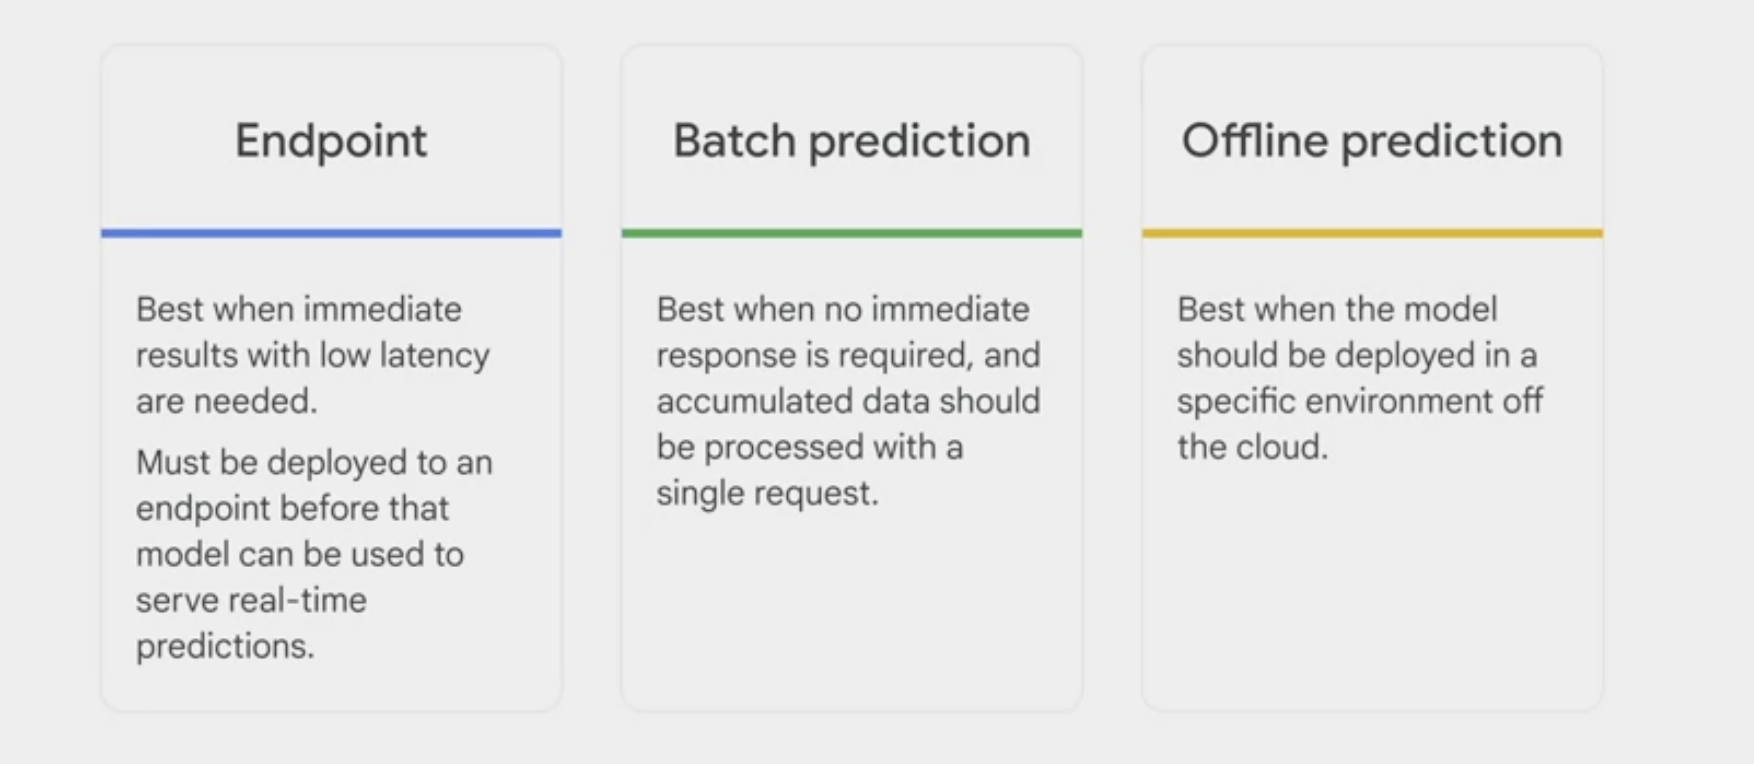 Endpoint
Best when immediate
results with low latency
are needed.
Must be deployed to an
endpoint before that
model can be used to
serve real-time
predictions.
Batch prediction
Best when no immediate
response is required, and
accumulated data should
be processed with a
single request.
Offline prediction
Best when the model
should be deployed in a
specific environment off
the cloud.